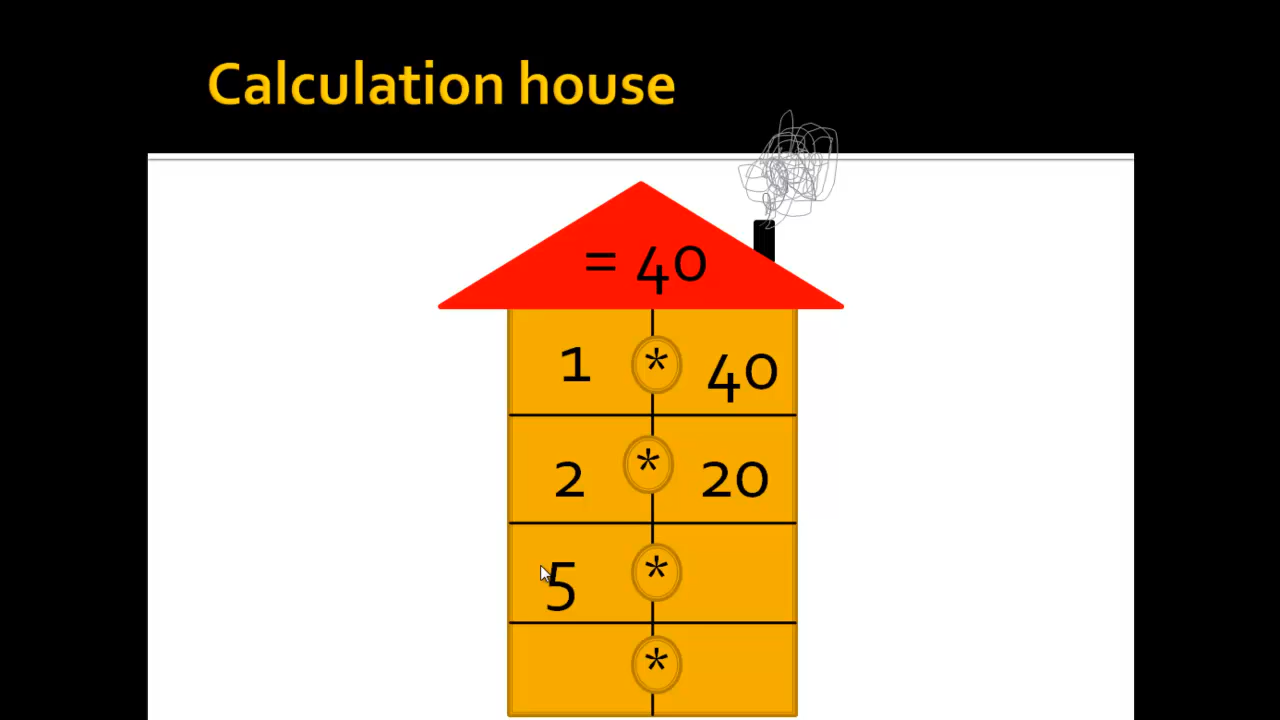 Calculation house
= 40
1 * 40
2 * 20
5 *
*